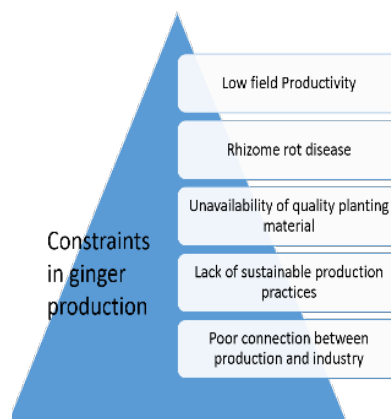 Low field Productivity
Rhizome rot disease
Unavailability of quality planting
material
Constraints
in ginger
production
Lack of sustainable production
practices
Poor connection between
production and industry